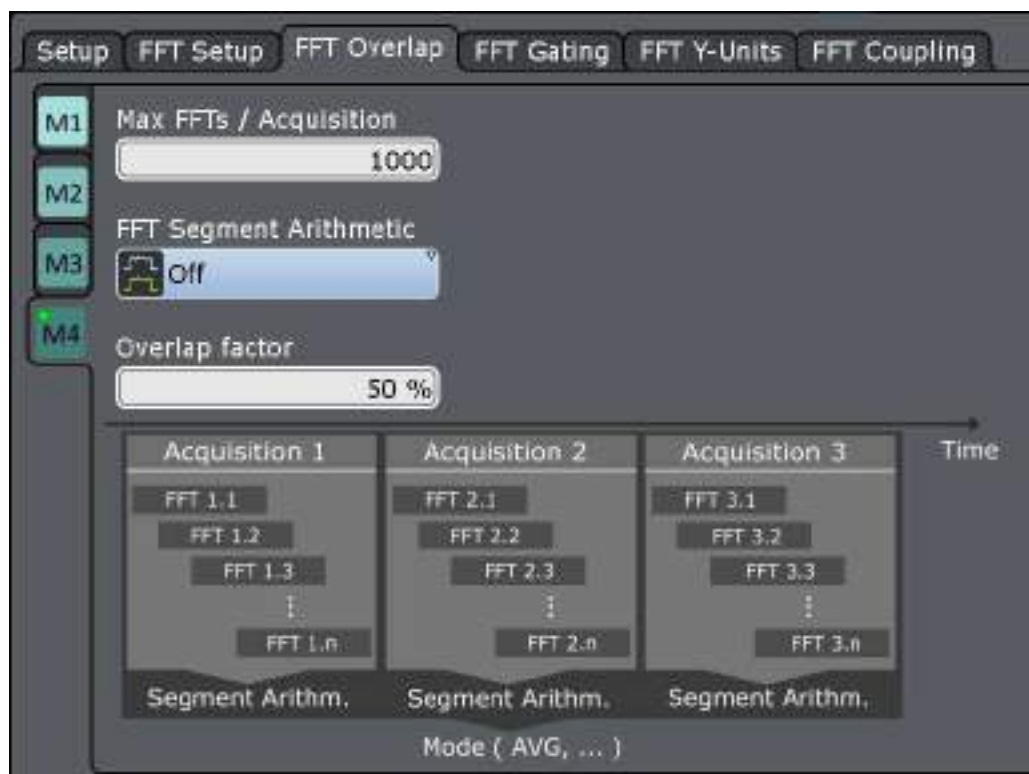 Setup FFT Setup FFT Overlap FFT Gating FFT Y-Units FFT Coupling
M1
M2
M3
M4
Max FFTs / Acquisition
1000
FFT Segment Arithmetic
Off
Overlap factor
50 %
Acquisition 1 Acquisition 2 Acquisition 3 Time
FFT 1.1 FFT 2.1 FFT 3.1
FFT 1.2 FFT 2.2 FFT 3.2
FFT 1.3 FFT 2.3 FFT 3.3
FFT 1.n FFT 2.n FFT 3.n
Segment Arithm. Segment Arithm. Segment Arithm.
Mode ( AVG, ... )